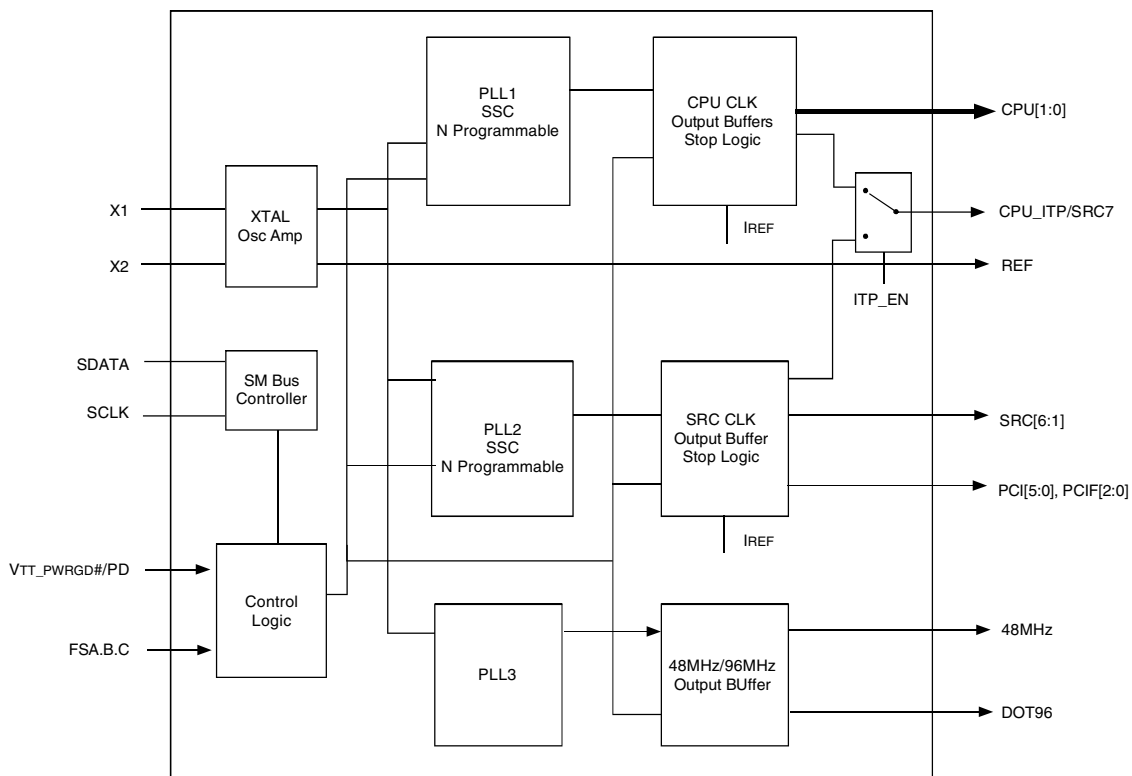 PLL1
SSC
N Programmable
CPU CLK
Output Buffers
Stop Logic
CPU[1:0]
X1
XTAL
Osc Amp
CPU_ITP/SRC7
IREF
X2
REF
ITP_EN
SDATA
SM Bus
Controller
SCLK
PLL2
SSC
N Programmable
SRC CLK
Output Buffer
Stop Logic
SRC[6:1]
PCI[5:0], PCIF[2:0]
IREF
VTT_PWRGD#/PD
Control
Logic
FSA.B.C
PLL3
48MHz/96MHz
Output BUffer
48MHz
DOT96